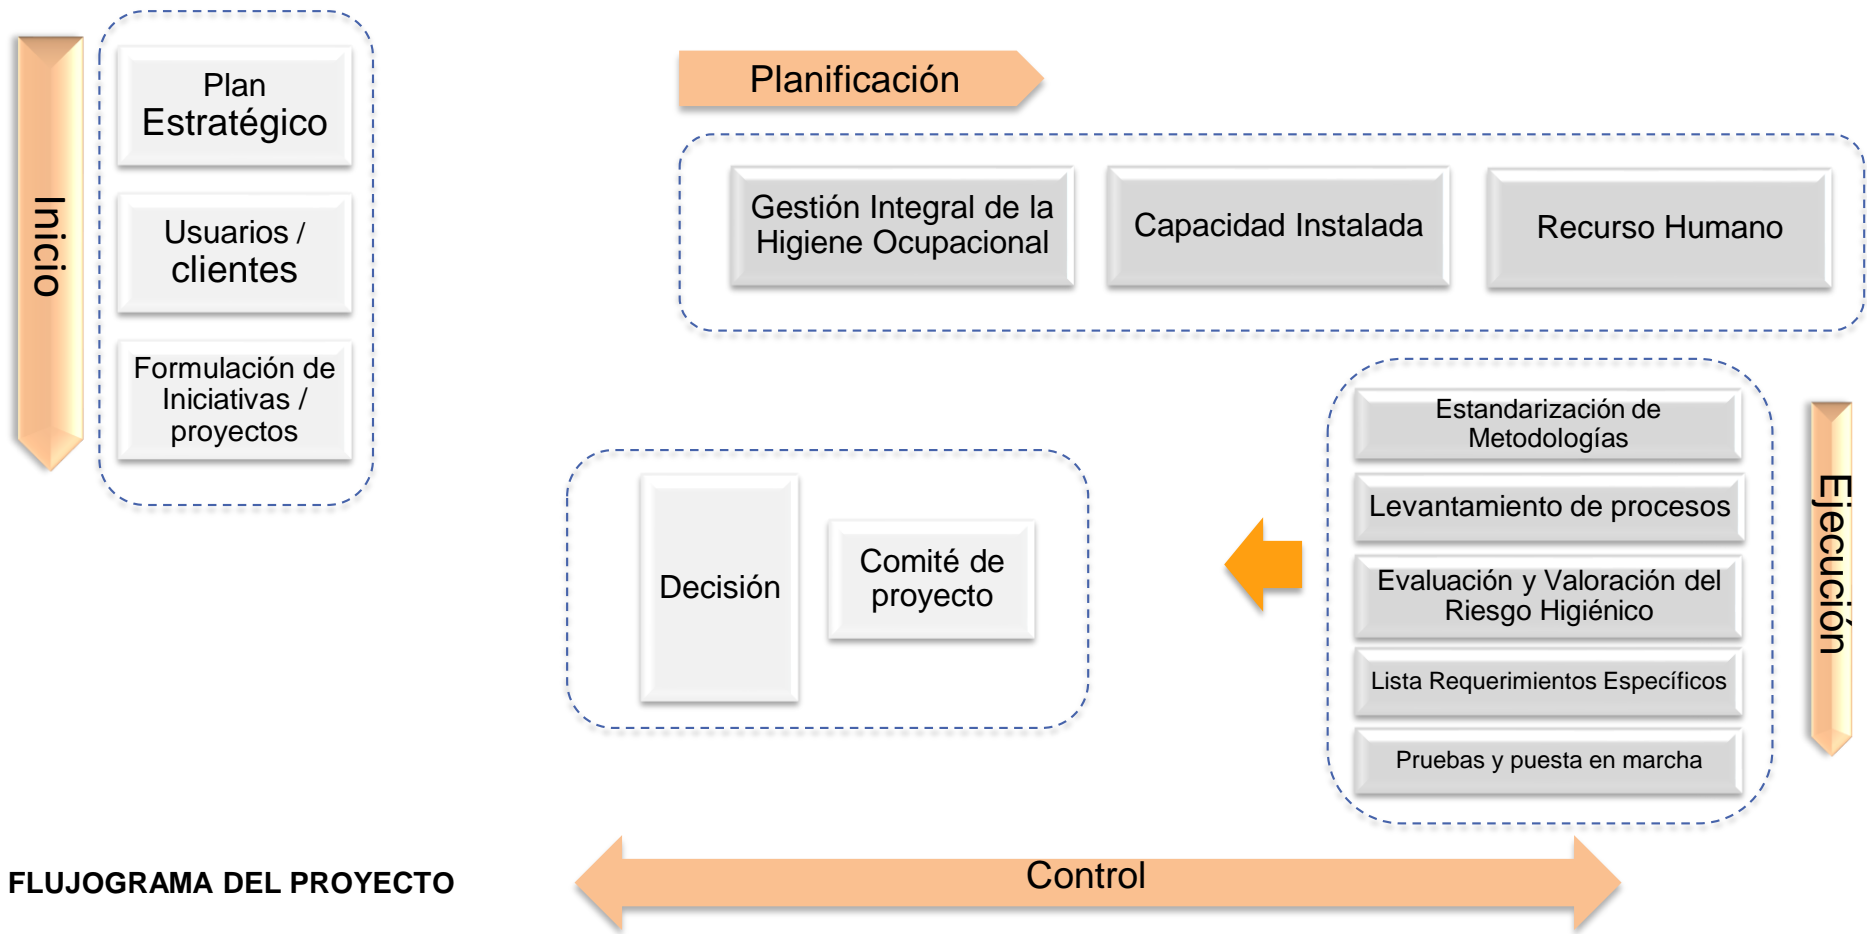 Inicio
Plan
Estratégico
Usuarios /
clientes
Formulación de
Iniciativas /
proyectos
Planificación
Gestión Integral de la
Higiene Ocupacional
Capacidad Instalada
Recurso Humano
Estandarización de
Metodologías
Levantamiento de procesos
Evaluación y Valoración del
Riesgo Higiénico
Lista Requerimientos Específicos
Pruebas y puesta en marcha
Ejecución
Decisión
Comité de
proyecto
FLUJOGRAMA DEL PROYECTO
Control